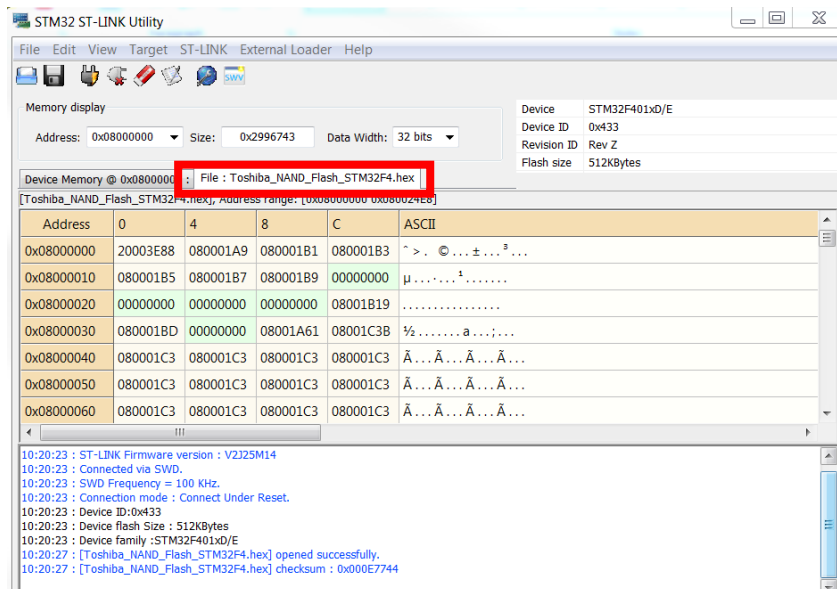 STM32 ST-LINK Utility
File Edit View Target ST-LINK External Loader Help
SWV
Memory display
Address: 0x08000000 Size: 0x2996743 Data Width: 32 bits
Device STM32F401xD/E
Device ID 0x433
Revision ID Rev Z
Flash size 512KBytes
Device Memory @ 0x0800000 : File : Toshiba_NAND_Flash_STM32F4.hex
[Toshiba_NAND_Flash_STM32F4.hex], Address range: [0x08000000 0x080024E8]
Address 0 4 8 C ASCII
0x08000000 20003E88 080001A9 080001B1 080001B3 ˆ>. ©...±...³...
0x08000010 080001B5 080001B7 080001B9 00000000 µ...·...¹.......
0x08000020 00000000 00000000 00000000 08001B19 ................
0x08000030 080001BD 00000000 08001A61 08001C3B ½.......a...;...
0x08000040 080001C3 080001C3 080001C3 080001C3 Ã...Ã...Ã...Ã...
0x08000050 080001C3 080001C3 080001C3 080001C3 Ã...Ã...Ã...Ã...
0x08000060 080001C3 080001C3 080001C3 080001C3 Ã...Ã...Ã...Ã...
10:20:23 : ST-LINK Firmware version : V2J25M14
10:20:23 : Connected via SWD.
10:20:23 : SWD Frequency = 100 KHz.
10:20:23 : Connection mode : Connect Under Reset.
10:20:23 : Device ID:0x433
10:20:23 : Device flash Size : 512KBytes
10:20:23 : Device family :STM32F401xD/E
10:20:27 : [Toshiba_NAND_Flash_STM32F4.hex] opened successfully.
10:20:27 : [Toshiba_NAND_Flash_STM32F4.hex] checksum : 0x000E7744